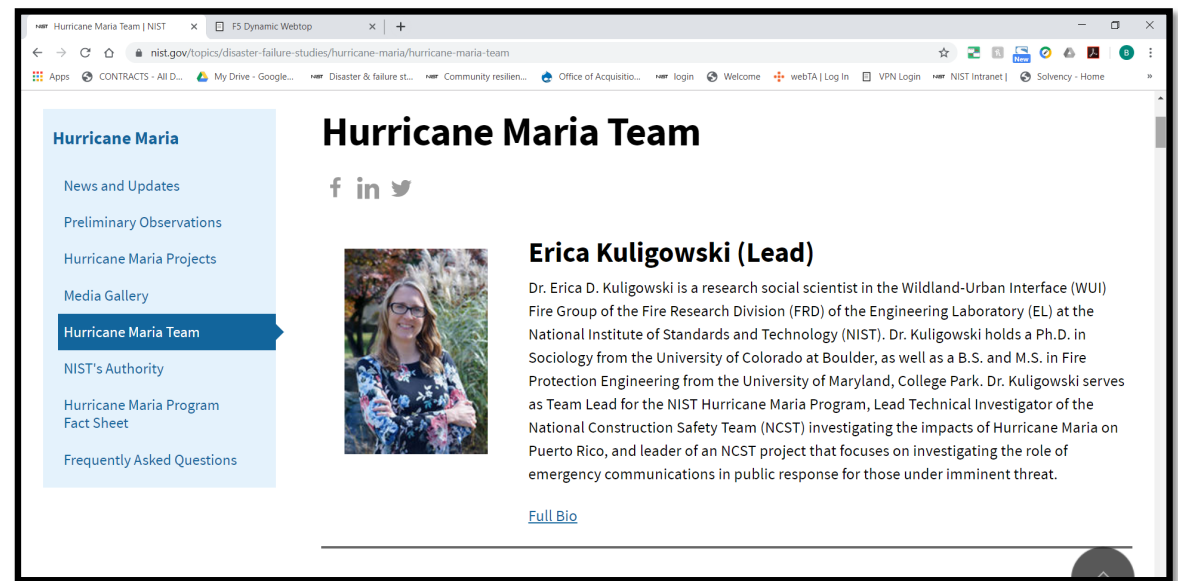 NIST Hurricane Maria Team | NIST
F5 Dynamic Webtop
nist.gov/topics/disaster-failure-studies/hurricane-maria/hurricane-maria-team
New
B
Apps CONTRACTS - All D... My Drive - Google... NIST Disaster & failure st... NIST Community resilien... Office of Acquisitio... NIST login Welcome webTA | Log In VPN Login NIST NIST Intranet | Solvency - Home »
Hurricane Maria
News and Updates
Preliminary Observations
Hurricane Maria Projects
Media Gallery
Hurricane Maria Team
NIST's Authority
Hurricane Maria Program
Fact Sheet
Frequently Asked Questions
Hurricane Maria Team
f in
Erica Kuligowski (Lead)
Dr. Erica D. Kuligowski is a research social scientist in the Wildland-Urban Interface (WUI)
Fire Group of the Fire Research Division (FRD) of the Engineering Laboratory (EL) at the
National Institute of Standards and Technology (NIST). Dr. Kuligowski holds a Ph.D. in
Sociology from the University of Colorado at Boulder, as well as a B.S. and M.S. in Fire
Protection Engineering from the University of Maryland, College Park. Dr. Kuligowski serves
as Team Lead for the NIST Hurricane Maria Program, Lead Technical Investigator of the
National Construction Safety Team (NCST) investigating the impacts of Hurricane Maria on
Puerto Rico, and leader of an NCST project that focuses on investigating the role of
emergency communications in public response for those under imminent threat.
Full Bio